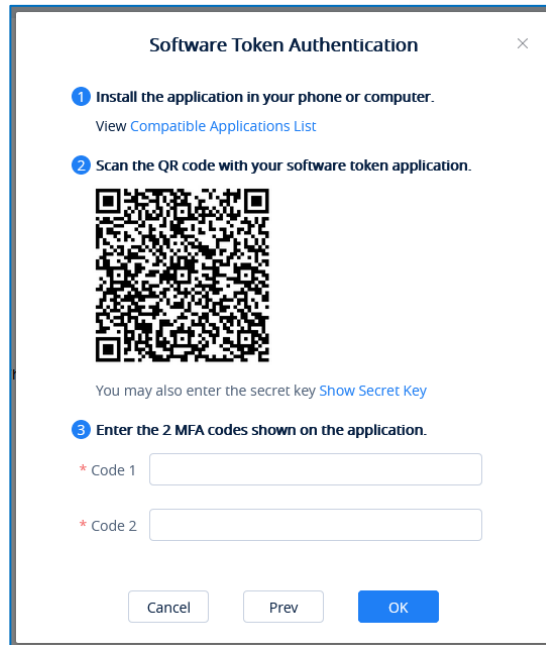 Software Token Authentication
1 Install the application in your phone or computer.
View Compatible Applications List
2 Scan the QR code with your software token application.
You may also enter the secret key Show Secret Key
3 Enter the 2 MFA codes shown on the application.
* Code 1
* Code 2
Cancel Prev OK